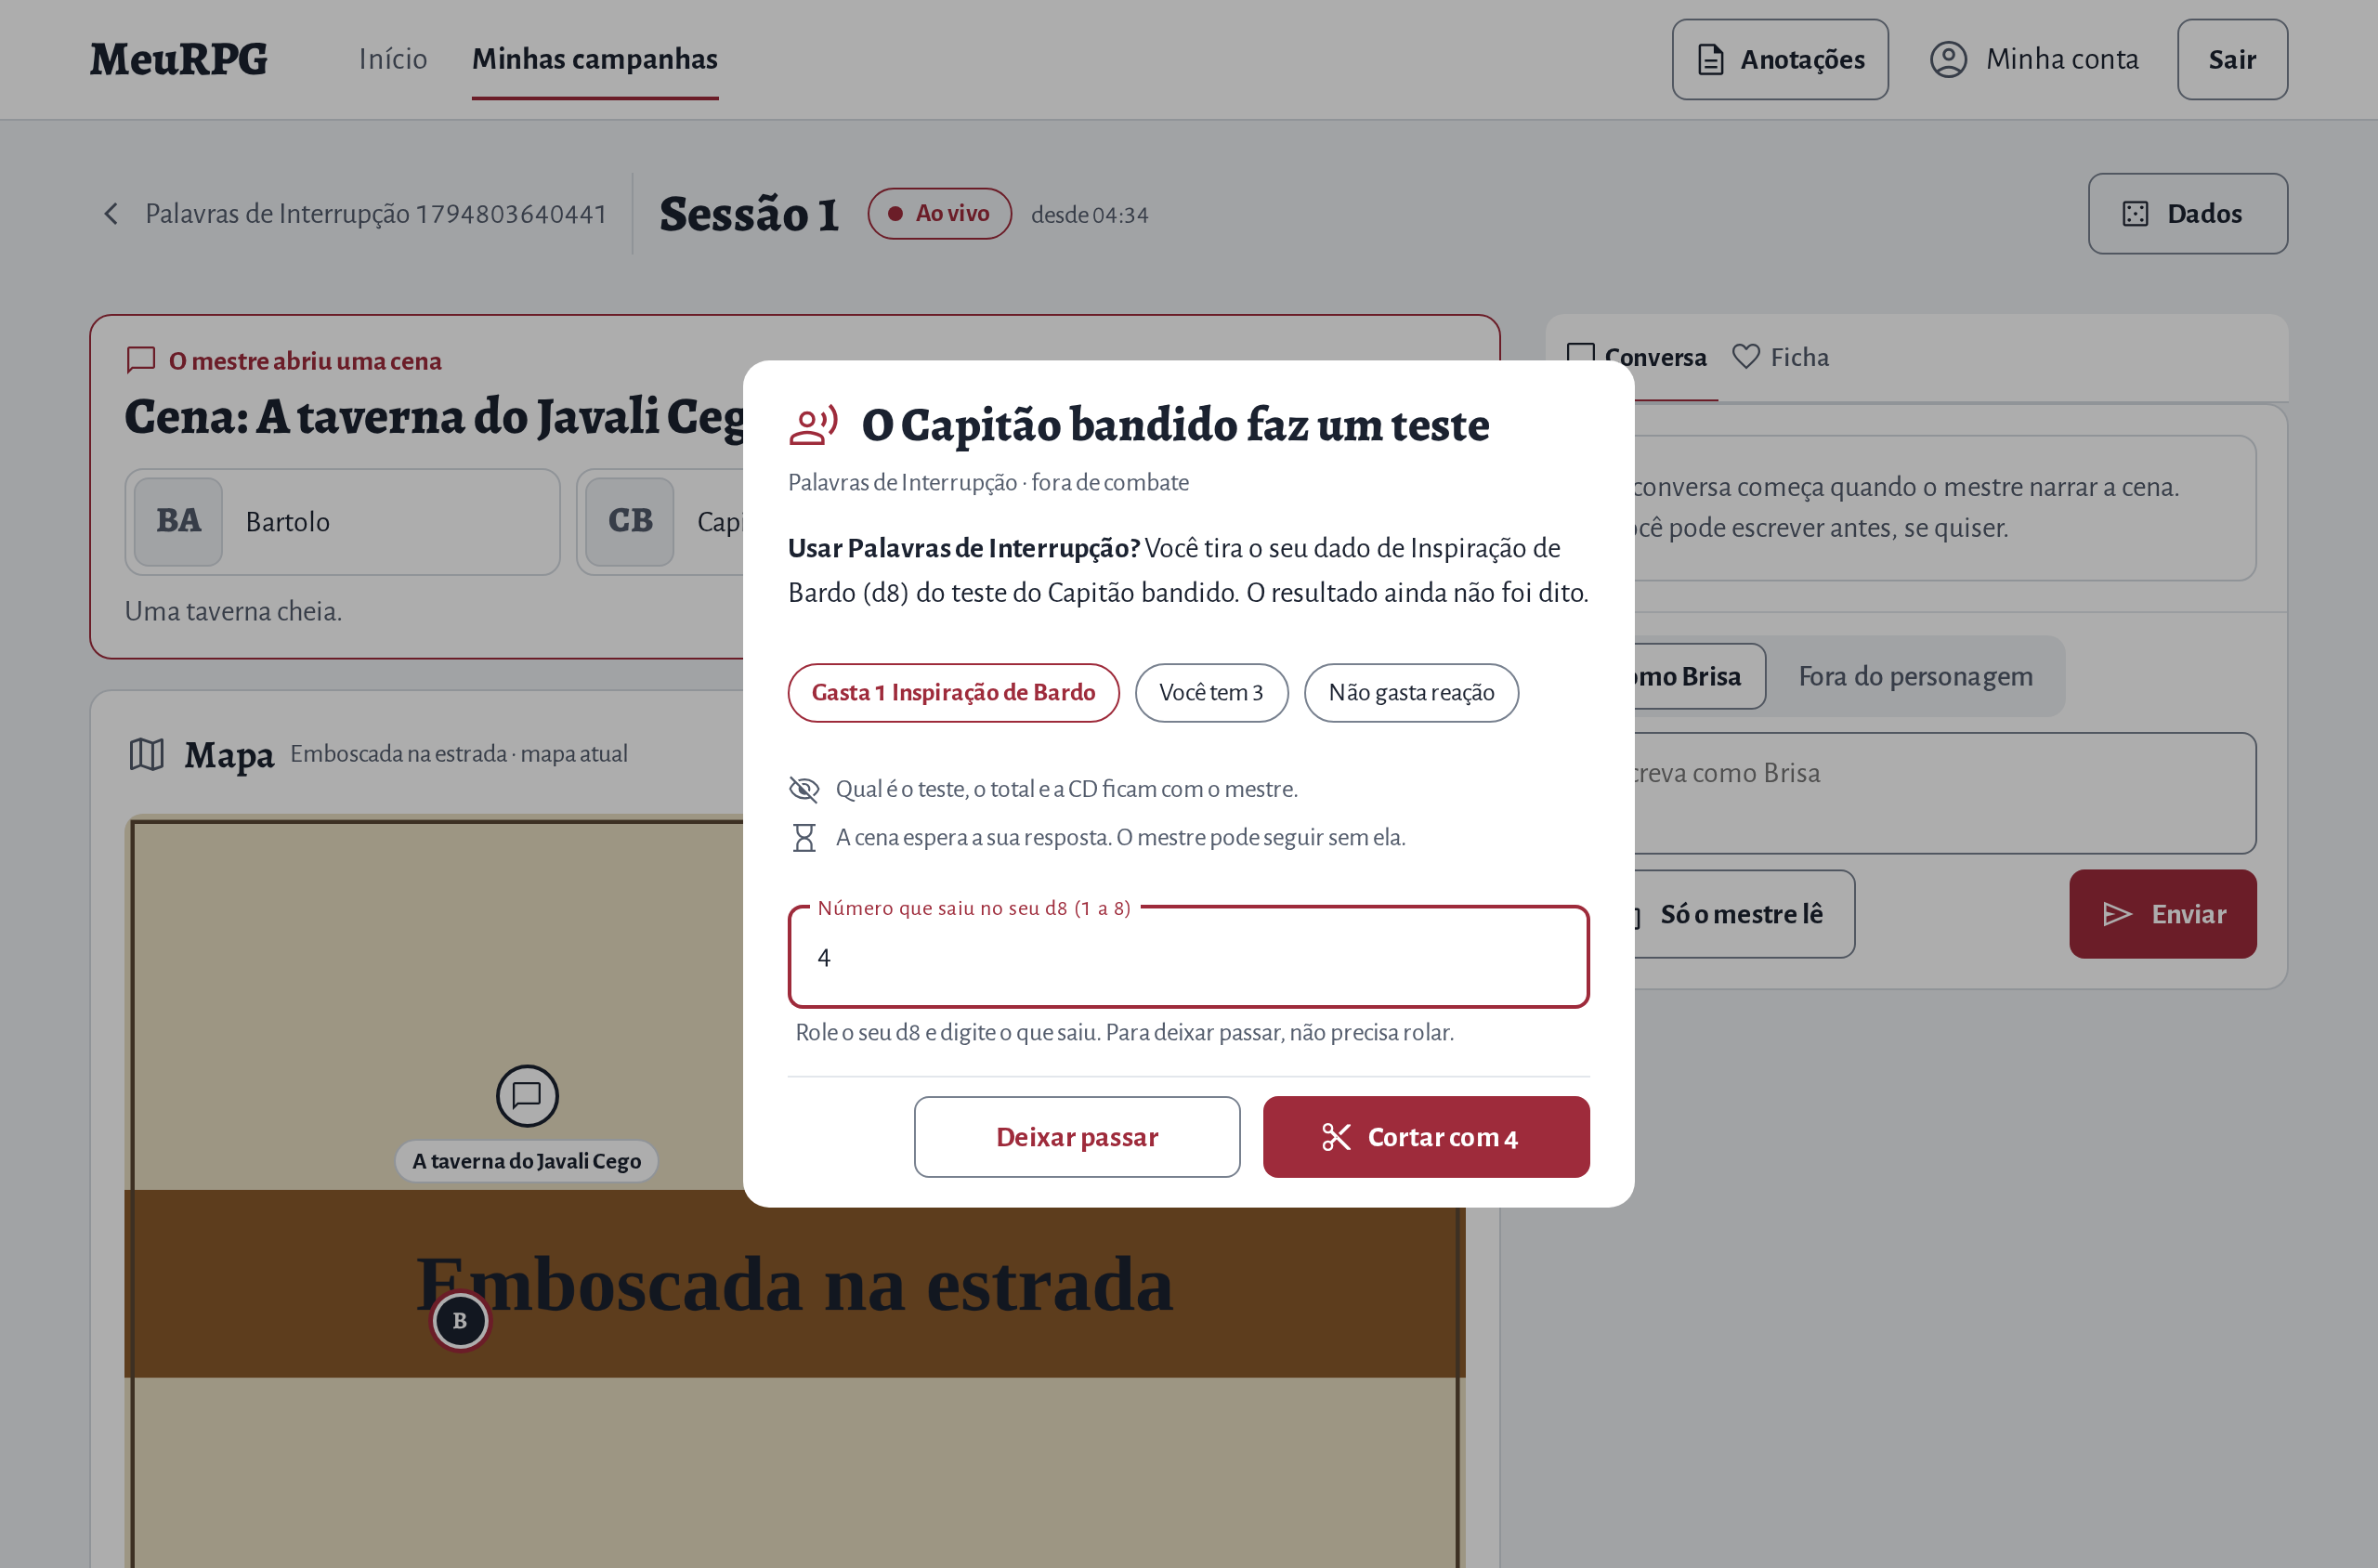 MeuRPG
Início
Minhas campanhas
Anotações
Minha conta
Sair
Palavras de Interrupção 1794803640441
Sessão 1
Ao vivo
desde 04:34
Dados
O mestre abriu uma cena
Cena: A taverna do Javali
BA
Bartolo
CB
Uma taverna cheia.
Mapa
Emboscada na estrada · mapa atual
A taverna do Javali Cego
Emboscada na estrada
B
O Capitão bandido faz um teste
Palavras de Interrupção · fora de combate
Usar Palavras de Interrupção? Você tira o seu dado de Inspiração de
Bardo (d8) do teste do Capitão bandido. O resultado ainda não foi dito.
Gasta 1 Inspiração de Bardo
Você tem 3
Não gasta reação
Qual é o teste, o total e a CD ficam com o mestre.
A cena espera a sua resposta. O mestre pode seguir sem ela.
Número que saiu no seu d8 (1 a 8)
4
Role o seu d8 e digite o que saiu. Para deixar passar, não precisa rolar.
Deixar passar
Cortar com 4
Conversa
Ficha
conversa começa quando o mestre narrar a cena.
pode escrever antes, se quiser.
Brisa
Fora do personagem
como Brisa
Só o mestre lê
Enviar